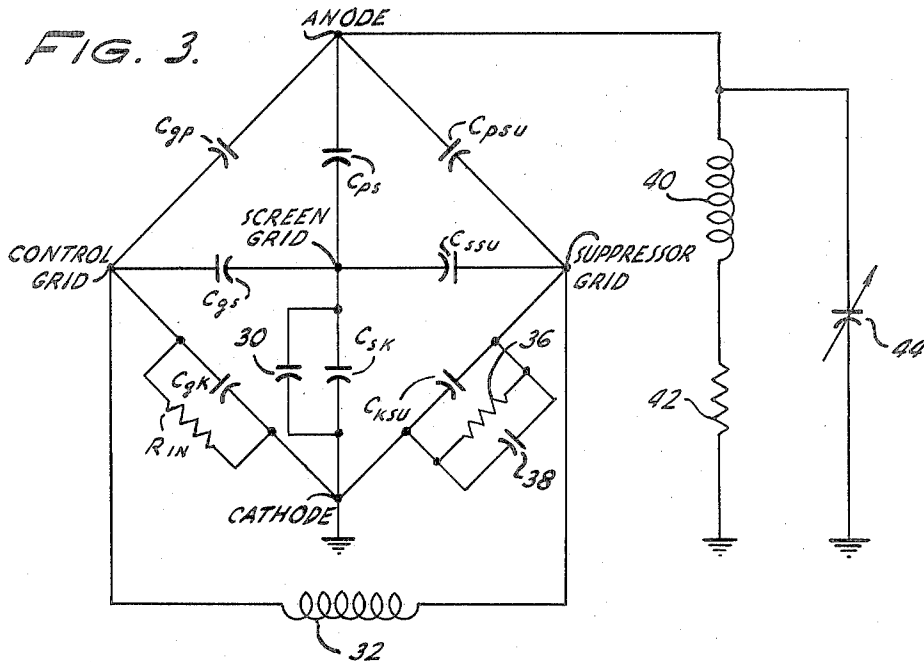 FIG. 3.
ANODE
Cgp
Cps
Cpsu
CONTROL
GRID
SCREEN
GRID
SUPPRESSOR
GRID
Cgs
Cssu
30
Csk
Cgk
RIN
Cksu
36
38
CATHODE
32
40
42
44